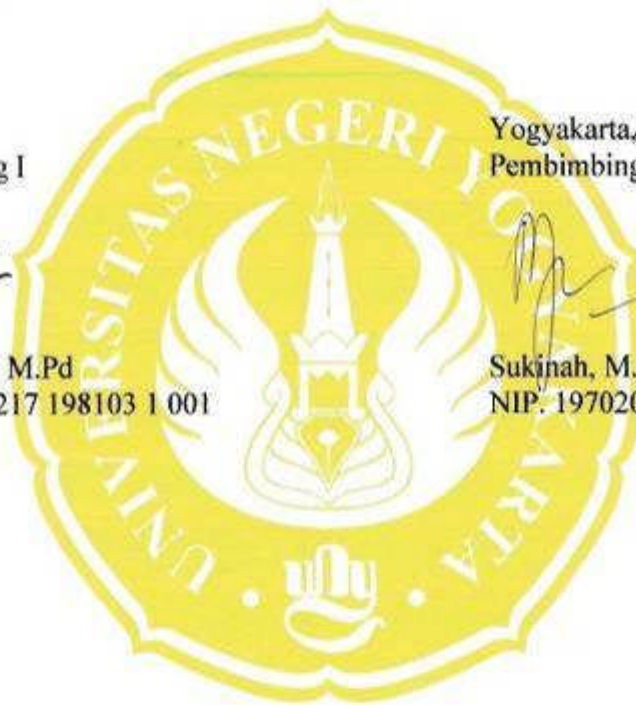 Yogyakarta,
g I
Pembimbing
UNIVERSITAS NEGERI YOGYAKARTA
M.Pd
Sukinah, M.
217 198103 1 001
NIP. 197020
uny